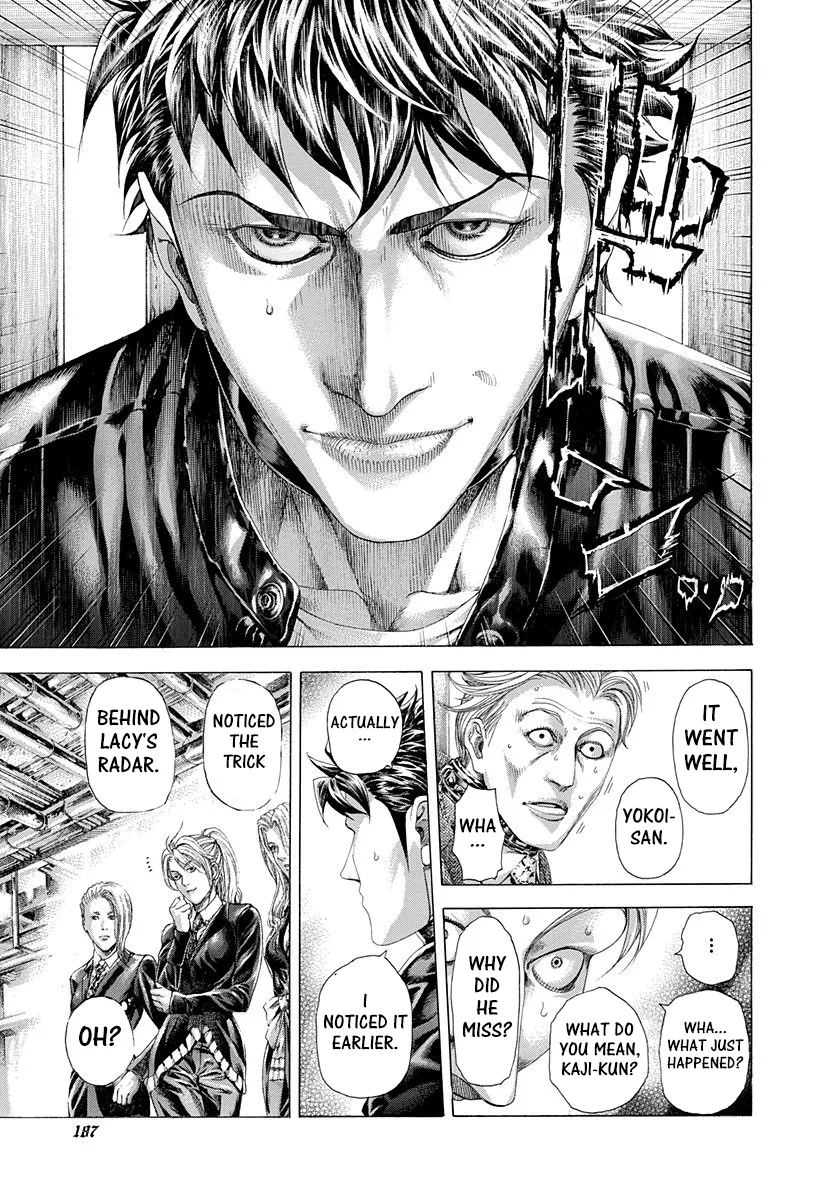 IT
WENT
WELL,
YOKOI-
SAN.
WHA
...
...
WHA...
WHAT JUST
HAPPENED?
WHAT DO
YOU MEAN,
KAJI-KUN?
WHY
DID
HE
MISS?
ACTUALLY
...
I
NOTICED IT
EARLIER.
NOTICED
THE
TRICK
BEHIND
LACY'S
RADAR.
OH?
187